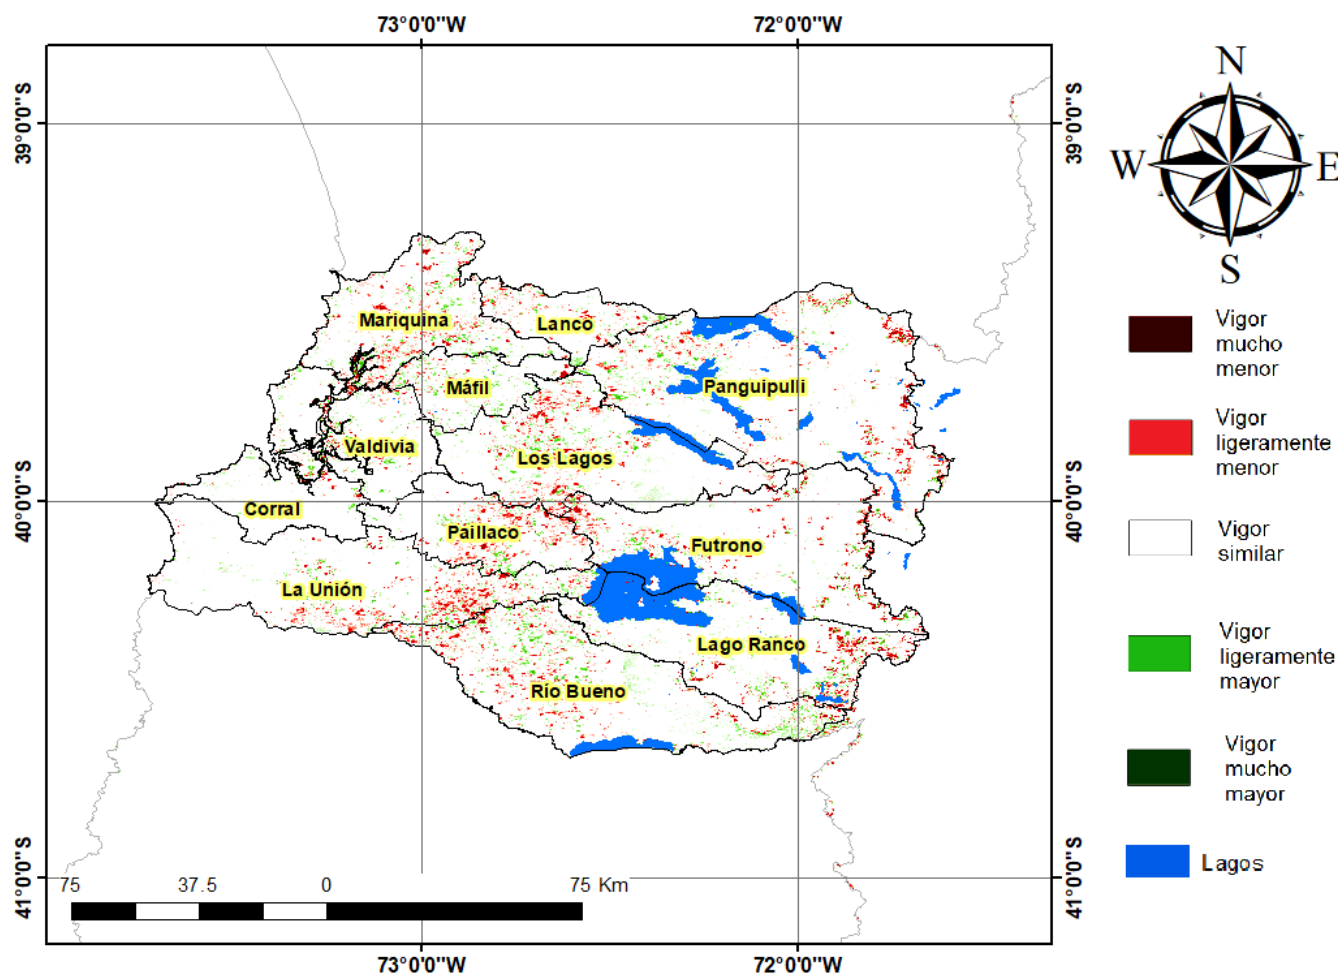 73°0'0"W
72°0'0"W
39°0'0"S
39°0'0"S
N
W
E
S
Vigor
mucho
menor
Vigor
ligeramente
menor
Vigor
similar
Vigor
ligeramente
mayor
Vigor
mucho
mayor
Lagos
Mariquina
Lanco
Máfil
Panguipulli
Valdivia
Los Lagos
40°0'0"S
40°0'0"S
Corral
Paillaco
Futrono
La Unión
Lago Ranco
Río Bueno
41°0'0"S
41°0'0"S
75
37.5
0
75 Km
73°0'0"W
72°0'0"W